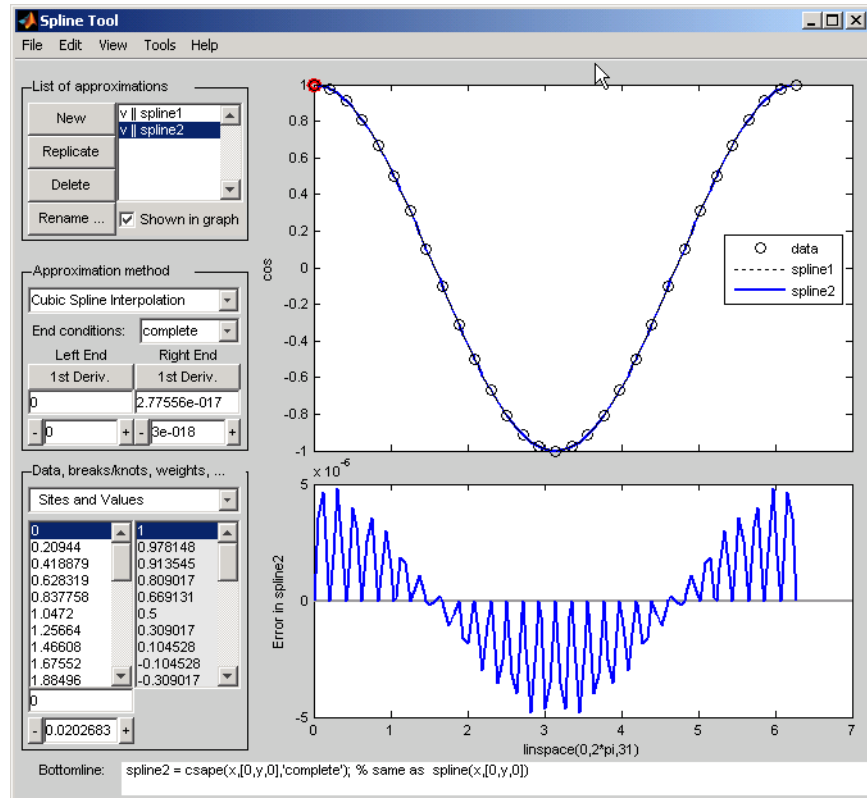 Spline Tool
File Edit View Tools Help
List of approximations
New
Replicate
Delete
Rename ...
v || spline1
v || spline2
Shown in graph
Approximation method
Cubic Spline Interpolation
End conditions: complete
Left End Right End
1st Deriv. 1st Deriv.
0 2.77556e-017
- 0 + - 3e-018 +
Data, breaks/knots, weights, ...
Sites and Values
0 1
0.20944 0.978148
0.418879 0.913545
0.628319 0.809017
0.837758 0.669131
1.0472 0.5
1.25664 0.309017
1.46608 0.104528
1.67552 -0.104528
1.88496 -0.309017
0
- 0.0202683 +
1
0.8
0.6
0.4
0.2
0
-0.2
-0.4
-0.6
-0.8
-1
cos
data
spline1
spline2
x 10^-6
5
0
-5
Error in spline2
0 1 2 3 4 5 6 7
linspace(0,2*pi,31)
Bottomline: spline2 = csape(x,[0,y,0],'complete'); % same as spline(x,[0,y,0])